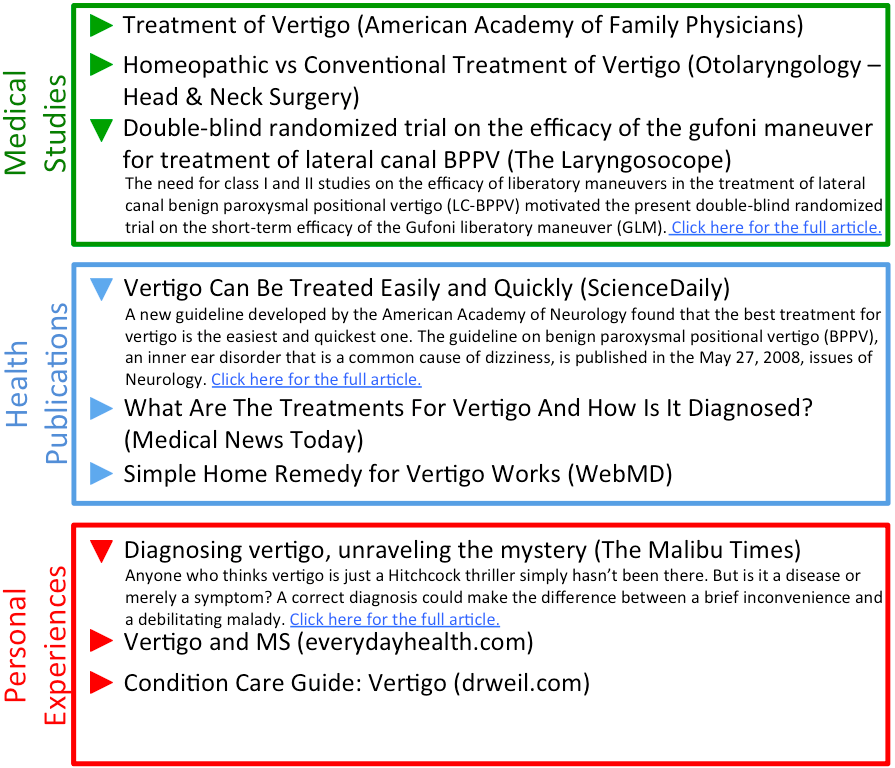 Medical
Studies
Treatment of Vertigo (American Academy of Family Physicians)
Homeopathic vs Conventional Treatment of Vertigo (Otolaryngology –
Head & Neck Surgery)
Double-blind randomized trial on the efficacy of the gufoni maneuver
for treatment of lateral canal BPPV (The Laryngosocope)
The need for class I and II studies on the efficacy of liberatory maneuvers in the treatment of lateral
canal benign paroxysmal positional vertigo (LC-BPPV) motivated the present double-blind randomized
trial on the short-term efficacy of the Gufoni liberatory maneuver (GLM). Click here for the full article.
Health
Publications
Vertigo Can Be Treated Easily and Quickly (ScienceDaily)
A new guideline developed by the American Academy of Neurology found that the best treatment for
vertigo is the easiest and quickest one. The guideline on benign paroxysmal positional vertigo (BPPV),
an inner ear disorder that is a common cause of dizziness, is published in the May 27, 2008, issues of
Neurology. Click here for the full article.
What Are The Treatments For Vertigo And How Is It Diagnosed?
(Medical News Today)
Simple Home Remedy for Vertigo Works (WebMD)
Personal
Experiences
Diagnosing vertigo, unraveling the mystery (The Malibu Times)
Anyone who thinks vertigo is just a Hitchcock thriller simply hasn’t been there. But is it a disease or
merely a symptom? A correct diagnosis could make the difference between a brief inconvenience and
a debilitating malady. Click here for the full article.
Vertigo and MS (everydayhealth.com)
Condition Care Guide: Vertigo (drweil.com)